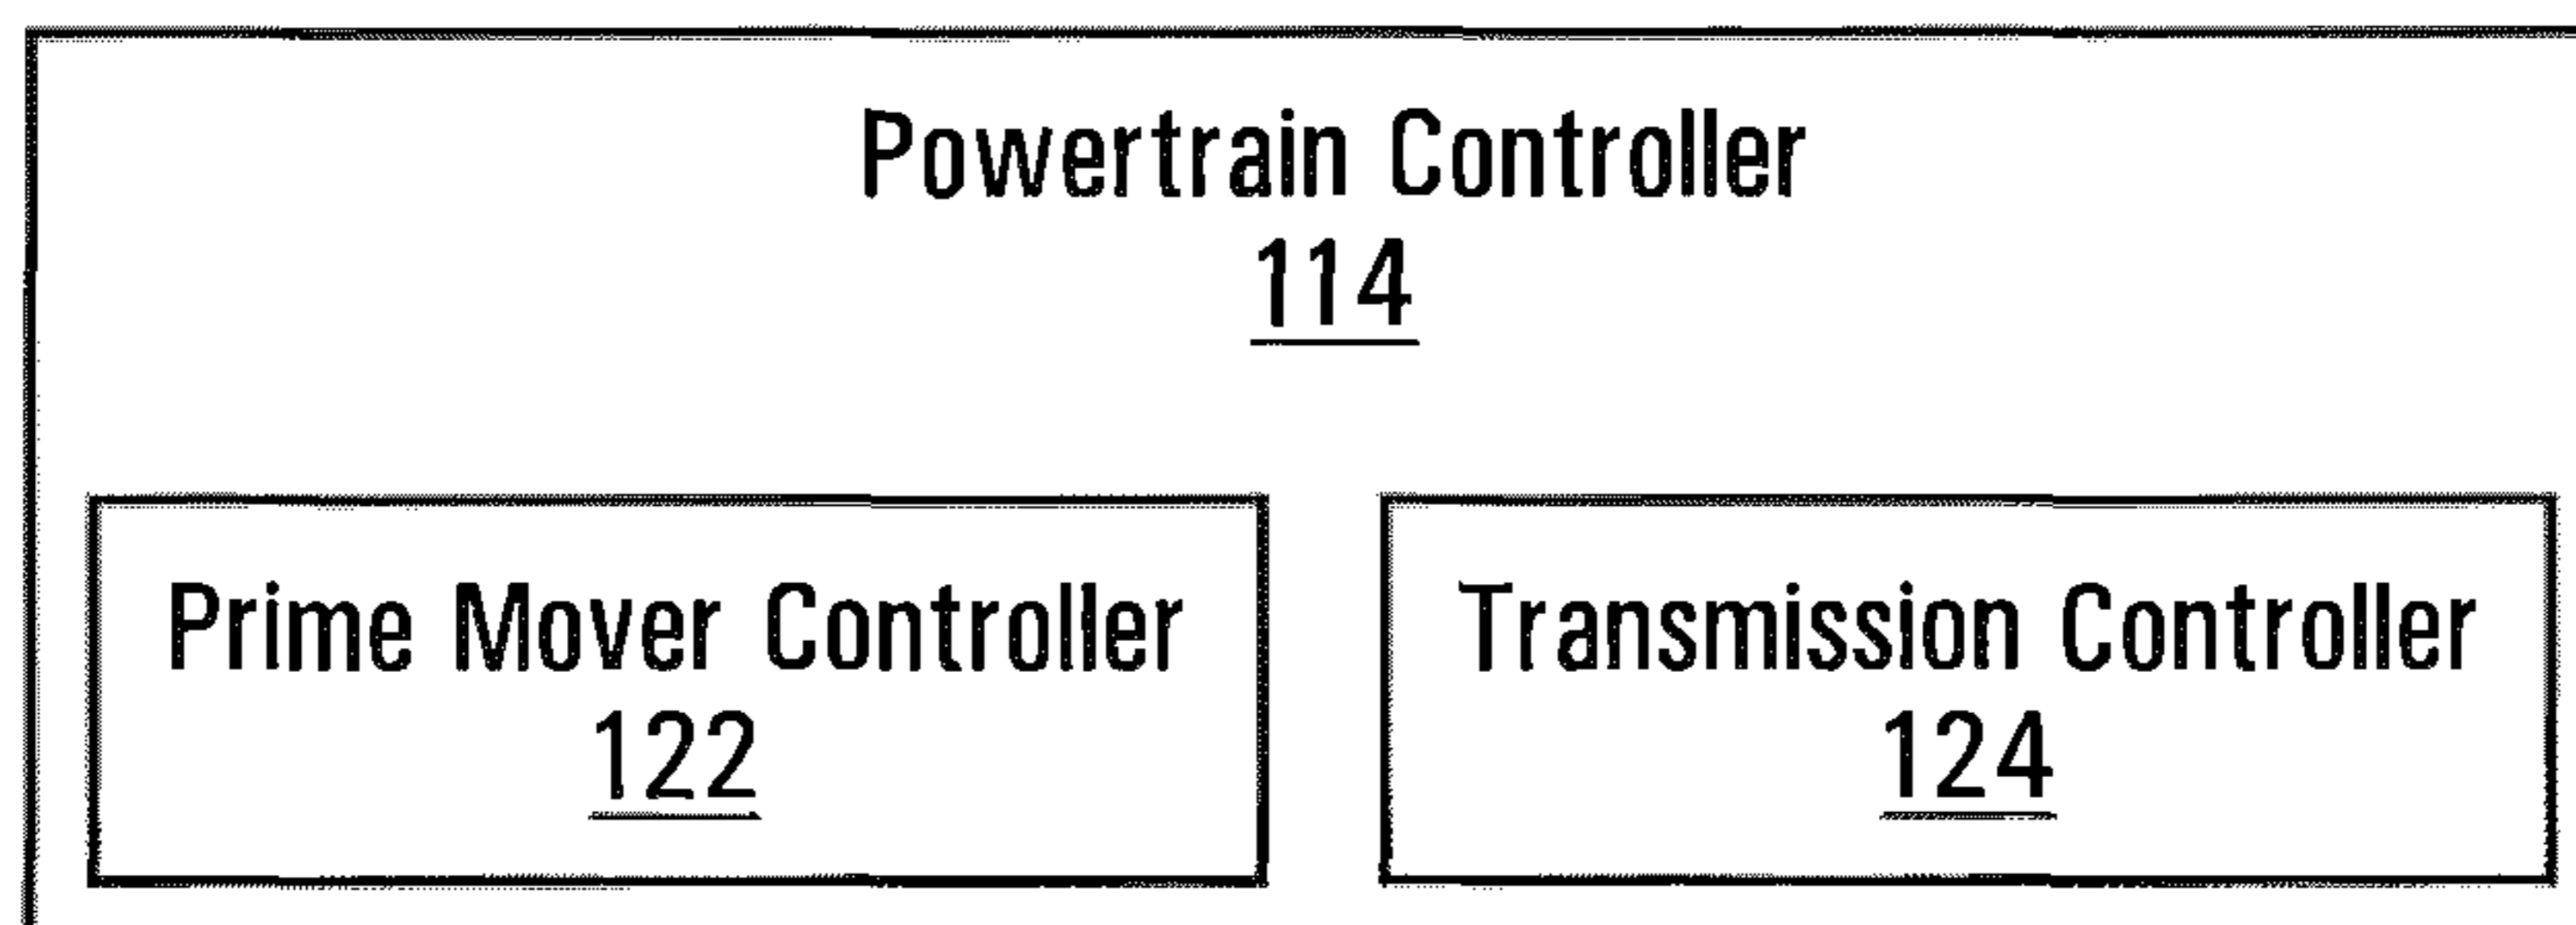 Powertrain Controller
114
Prime Mover Controller
122
Transmission Controller
124